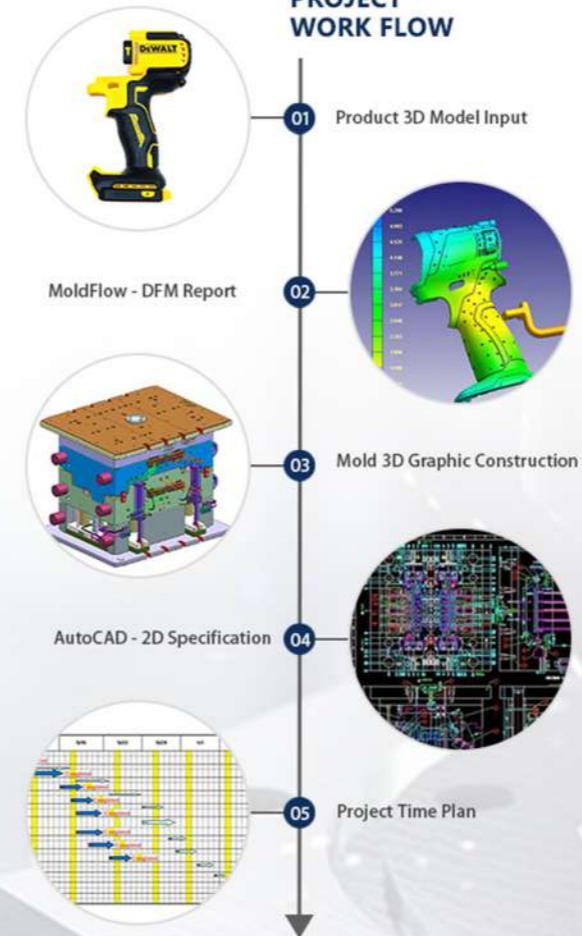 PROJECT
WORK FLOW
DEWALT
01
Product 3D Model Input
MoldFlow - DFM Report
02
03
Mold 3D Graphic Construction
AutoCAD - 2D Specification
04
05
Project Time Plan